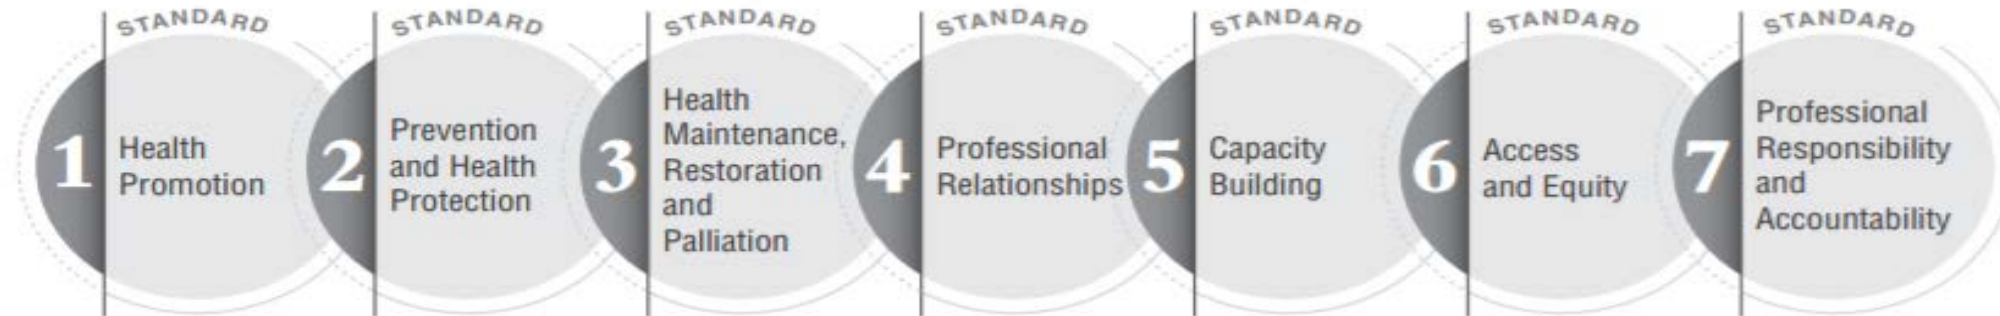 STANDARD
1
Health
Promotion
STANDARD
2
Prevention
and Health
Protection
STANDARD
3
Health
Maintenance,
Restoration
and
Palliation
STANDARD
4
Professional
Relationships
STANDARD
5
Capacity
Building
STANDARD
6
Access
and Equity
STANDARD
7
Professional
Responsibility
and
Accountability